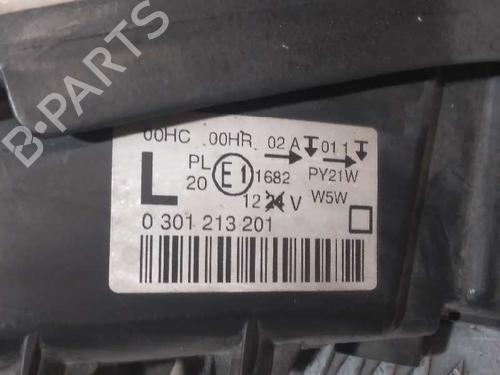 00HC 00HR 02 A 01 1
L PL 20 E1 1682 PY21W
12 24 V W5W
0 301 213 201
B-PARTS